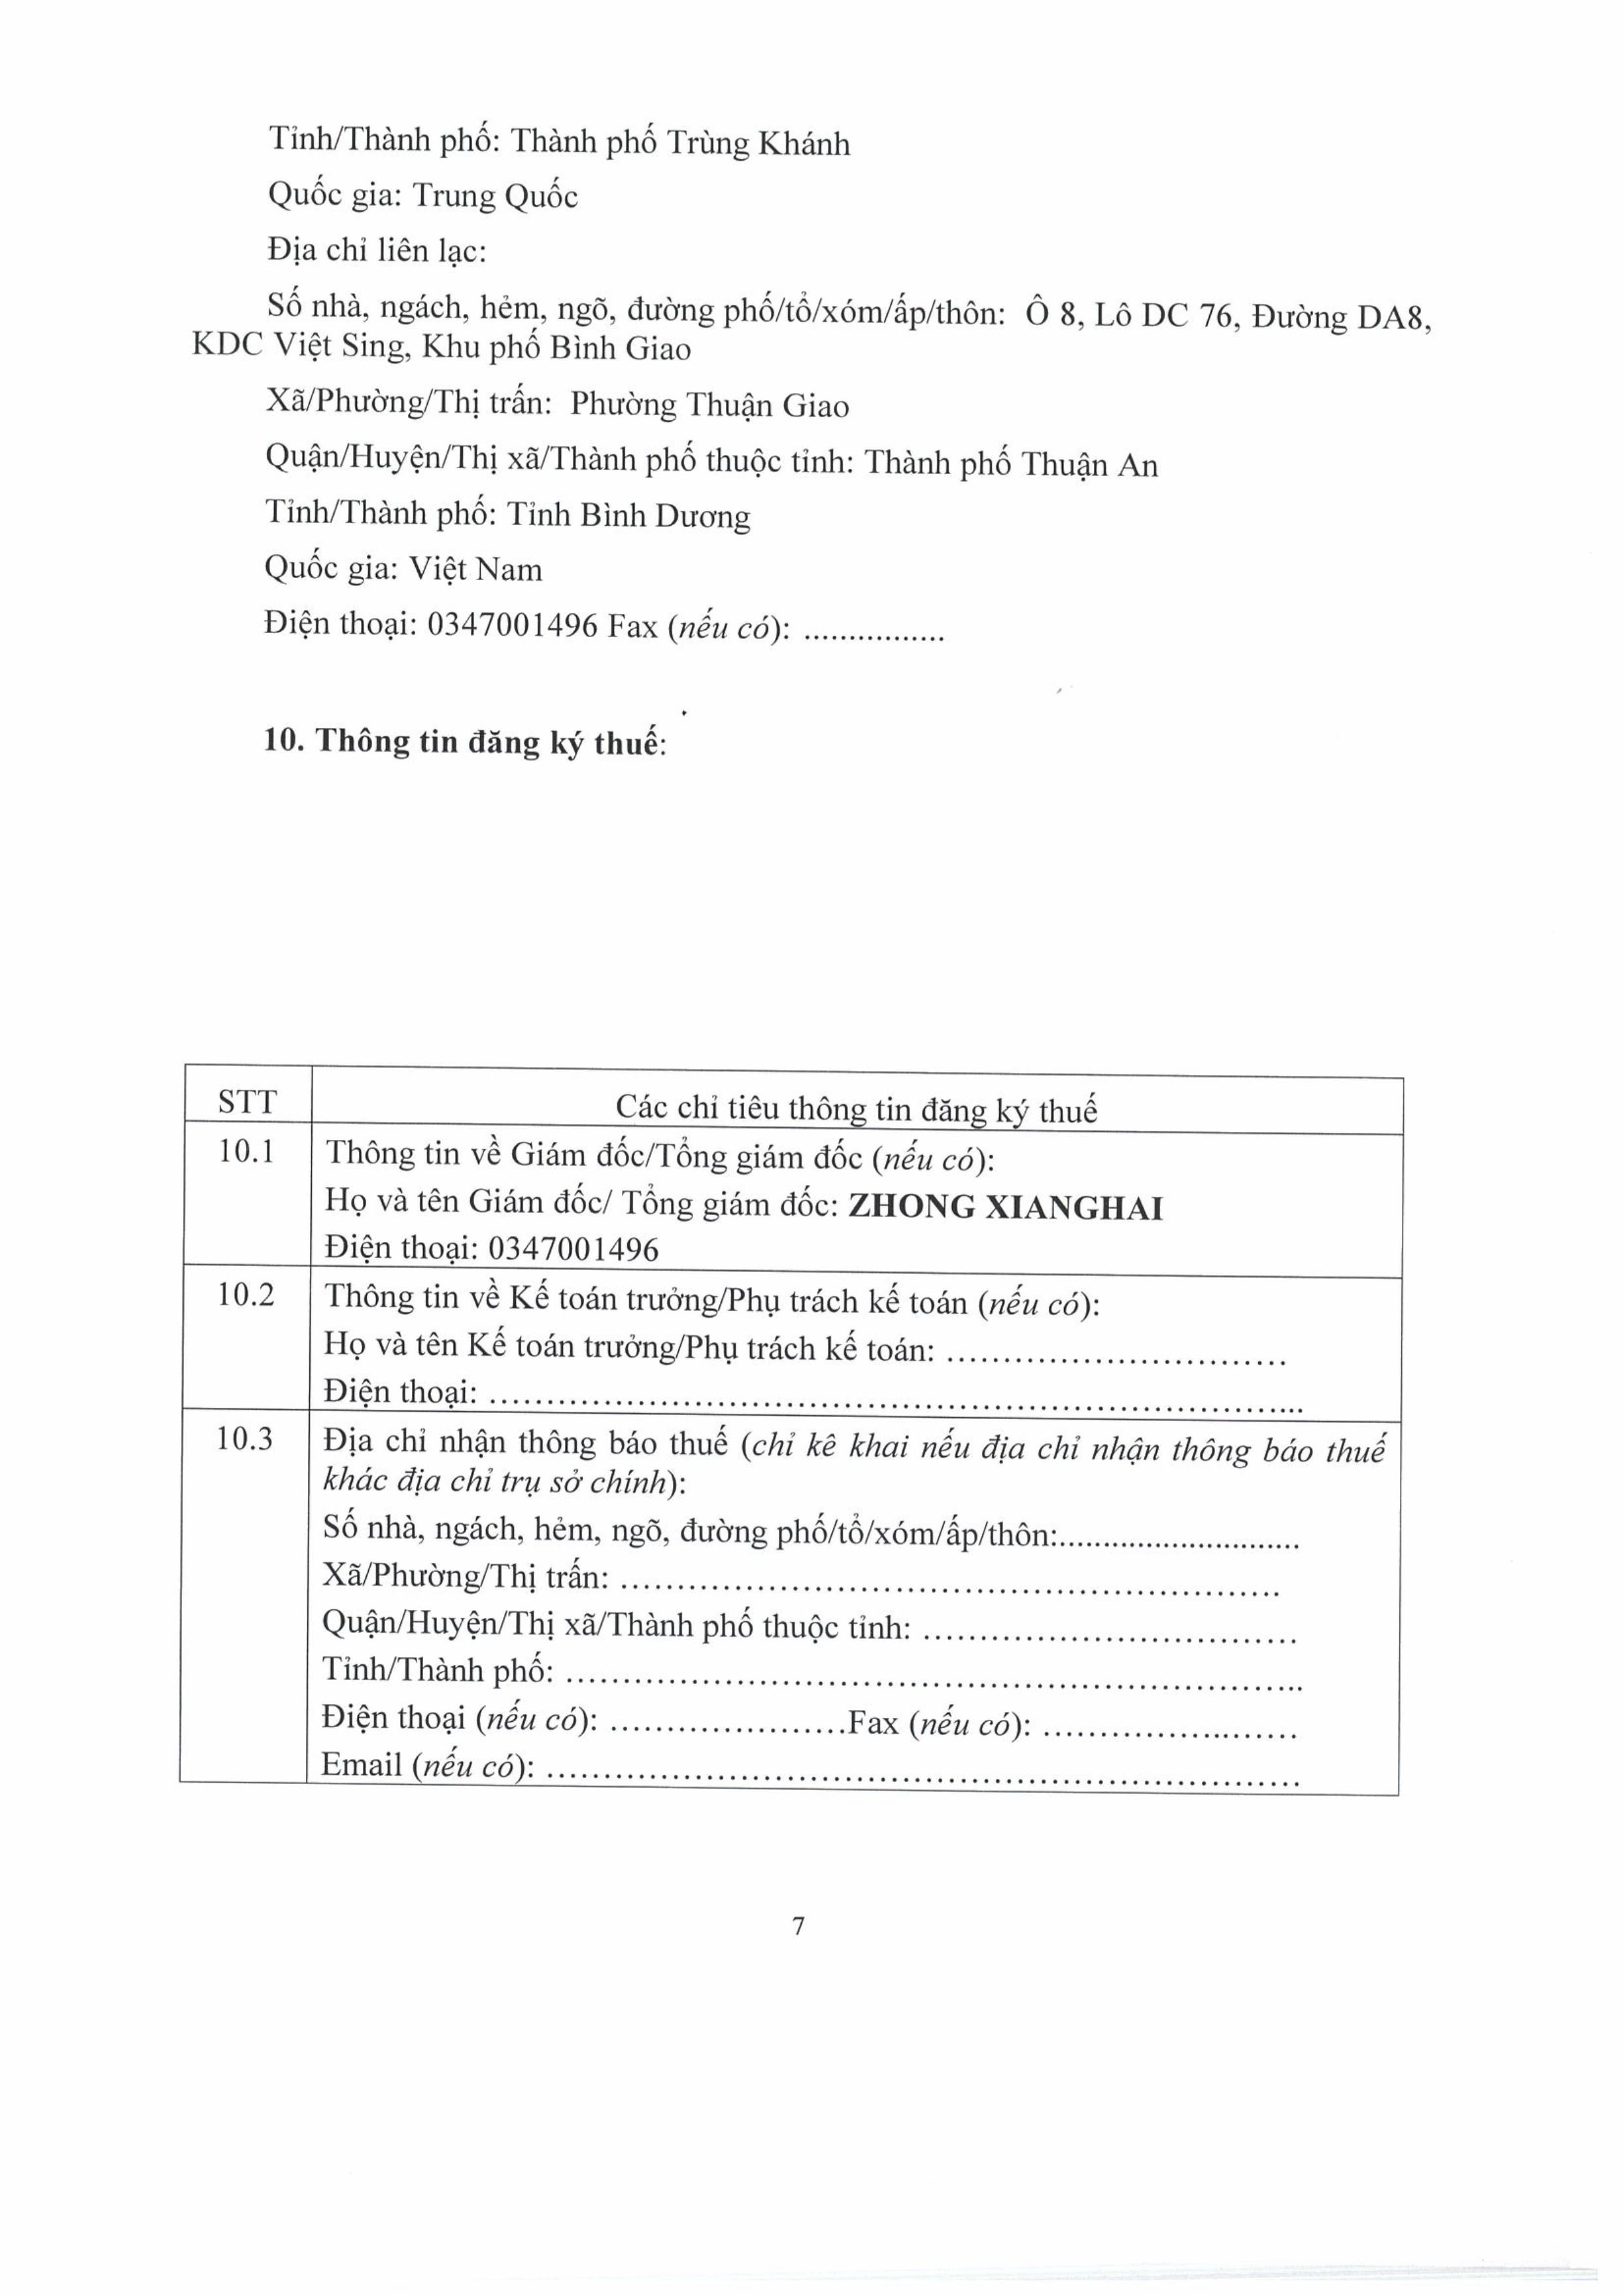 Tỉnh/Thành phố: Thành phố Trùng Khánh
Quốc gia: Trung Quốc
Địa chỉ liên lạc:
Số nhà, ngách, hẻm, ngõ, đường phố/tổ/xóm/ấp/thôn: Ô 8, Lô DC 76, Đường DA8,
KDC Việt Sing, Khu phố Bình Giao
Xã/Phường/Thị trấn: Phường Thuận Giao
Quận/Huyện/Thị xã/Thành phố thuộc tỉnh: Thành phố Thuận An
Tỉnh/Thành phố: Tỉnh Bình Dương
Quốc gia: Việt Nam
Điện thoại: 0347001496 Fax (nếu có): ................
10. Thông tin đăng ký thuế:
STT Các chỉ tiêu thông tin đăng ký thuế
10.1 Thông tin về Giám đốc/Tổng giám đốc (nếu có):
Họ và tên Giám đốc/ Tổng giám đốc: ZHONG XIANGHAI
Điện thoại: 0347001496
10.2 Thông tin về Kế toán trưởng/Phụ trách kế toán (nếu có):
Họ và tên Kế toán trưởng/Phụ trách kế toán: ..............................
Điện thoại: ........................................................................
10.3 Địa chỉ nhận thông báo thuế (chỉ kê khai nếu địa chỉ nhận thông báo thuế
khác địa chỉ trụ sở chính):
Số nhà, ngách, hẻm, ngõ, đường phố/tổ/xóm/ấp/thôn:...........................
Xã/Phường/Thị trấn: ..........................................................
Quận/Huyện/Thị xã/Thành phố thuộc tỉnh: .................................
Tỉnh/Thành phố: .................................................................
Điện thoại (nếu có): .....................Fax (nếu có): .......................
Email (nếu có): ..................................................................
7